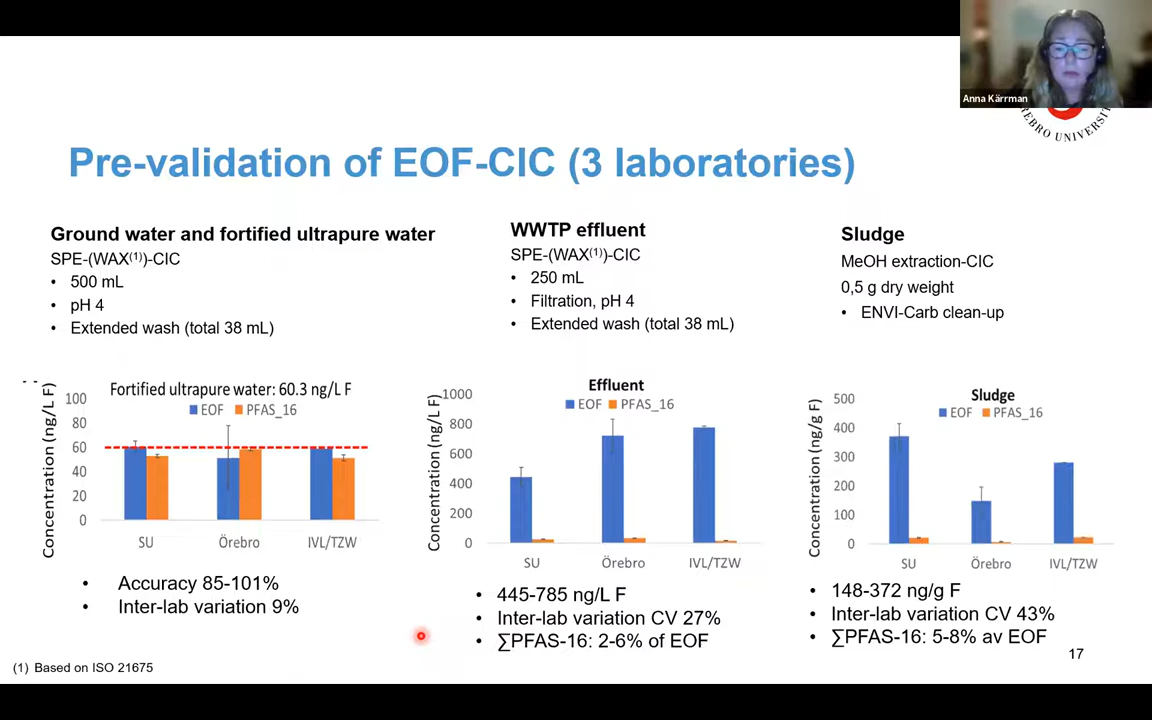 Anna Kärrman
ÖREBRO UNIVERSITY
Pre-validation of EOF-CIC (3 laboratories)
Ground water and fortified ultrapure water
SPE-(WAX(1))-CIC
• 500 mL
• pH 4
• Extended wash (total 38 mL)
WWTP effluent
SPE-(WAX(1))-CIC
• 250 mL
• Filtration, pH 4
• Extended wash (total 38 mL)
Sludge
MeOH extraction-CIC
0,5 g dry weight
• ENVI-Carb clean-up
Fortified ultrapure water: 60.3 ng/L F
EOF PFAS_16
Concentration (ng/L F)
100
80
60
40
20
0
SU Örebro IVL/TZW
• Accuracy 85-101%
• Inter-lab variation 9%
Effluent
EOF PFAS_16
Concentration (ng/L F)
1000
800
600
400
200
0
SU Örebro IVL/TZW
• 445-785 ng/L F
• Inter-lab variation CV 27%
• ∑PFAS-16: 2-6% of EOF
Sludge
EOF PFAS_16
Concentration (ng/g F)
500
400
300
200
100
0
SU Örebro IVL/TZW
• 148-372 ng/g F
• Inter-lab variation CV 43%
• ∑PFAS-16: 5-8% av EOF
17
(1) Based on ISO 21675